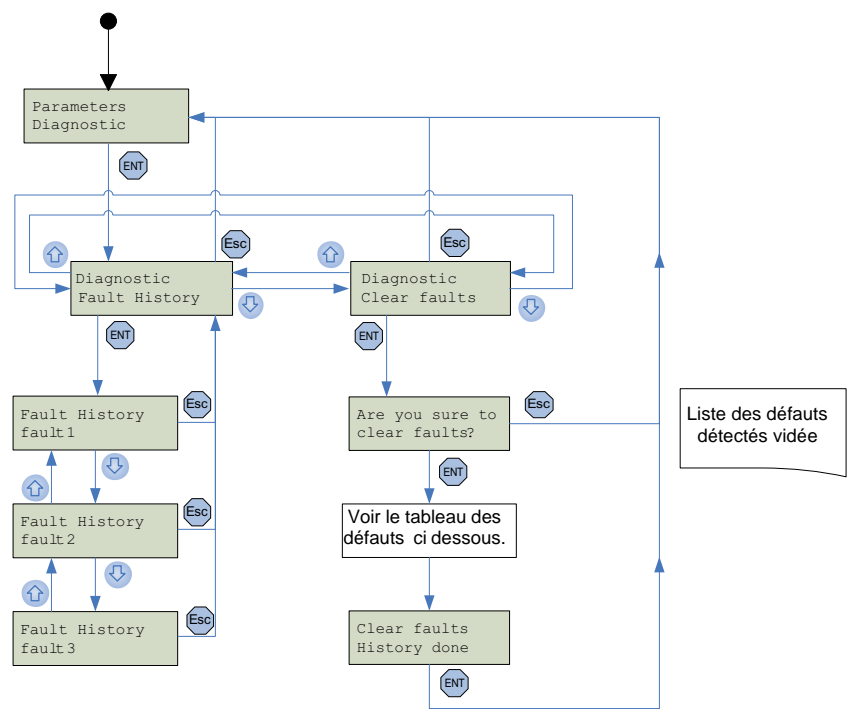 Parameters
Diagnostic
ENT
Esc
Esc
Diagnostic
Fault History
Diagnostic
Clear faults
ENT
ENT
Fault History
fault1
Esc
Are you sure to
clear faults?
Esc
Liste des défauts
détectés vidée
ENT
Fault History
fault2
Esc
Voir le tableau des
défauts ci dessous.
Fault History
fault3
Esc
Clear faults
History done
ENT